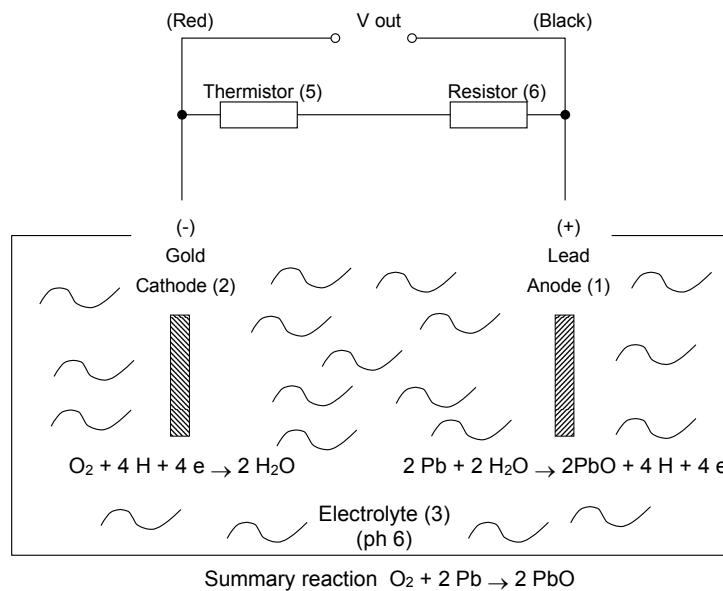 (Red) V out (Black)
Thermistor (5) Resistor (6)
(-) (+)
Gold Lead
Cathode (2) Anode (1)
O2 + 4 H + 4 e → 2 H2O 2 Pb + 2 H2O → 2PbO + 4 H + 4 e
Electrolyte (3)
(ph 6)
Summary reaction O2 + 2 Pb → 2 PbO